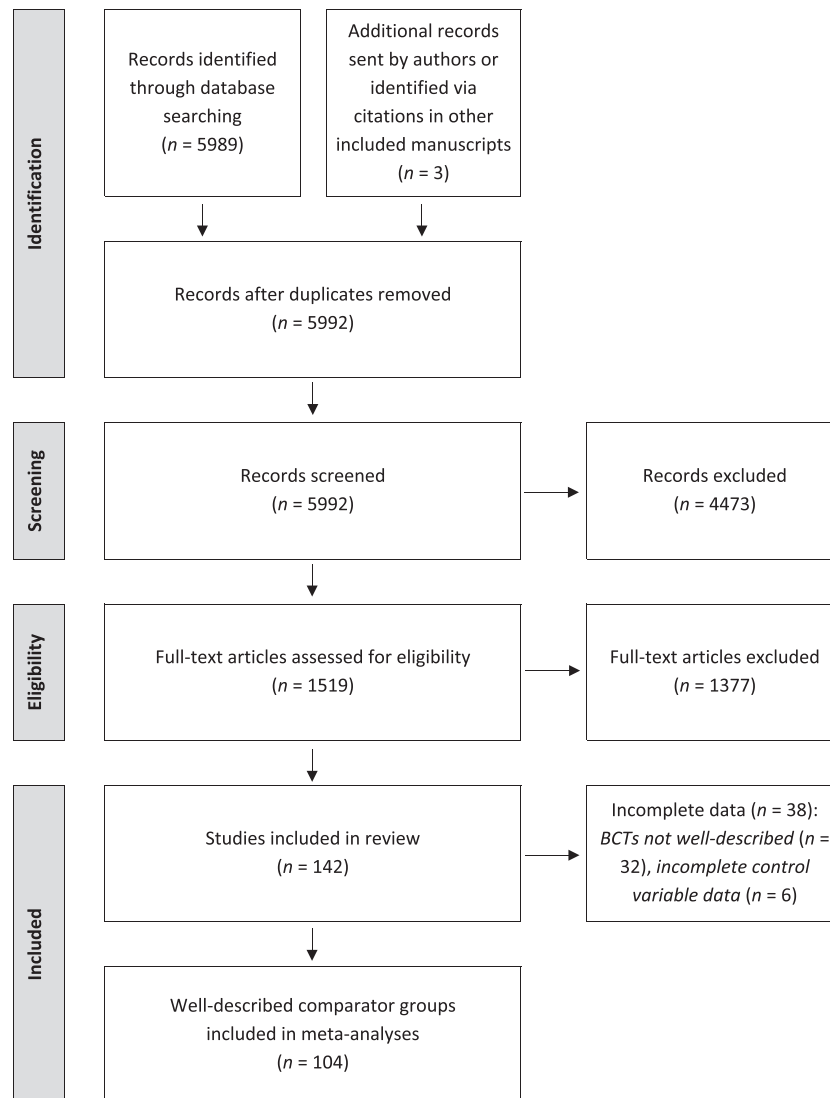 Identification
Records identified
through database
searching
(n = 5989)
Additional records
sent by authors or
identified via
citations in other
included manuscripts
(n = 3)
Records after duplicates removed
(n = 5992)
Screening
Records screened
(n = 5992)
Records excluded
(n = 4473)
Eligibility
Full-text articles assessed for eligibility
(n = 1519)
Full-text articles excluded
(n = 1377)
Included
Studies included in review
(n = 142)
Incomplete data (n = 38):
BCTs not well-described (n =
32), incomplete control
variable data (n = 6)
Well-described comparator groups
included in meta-analyses
(n = 104)